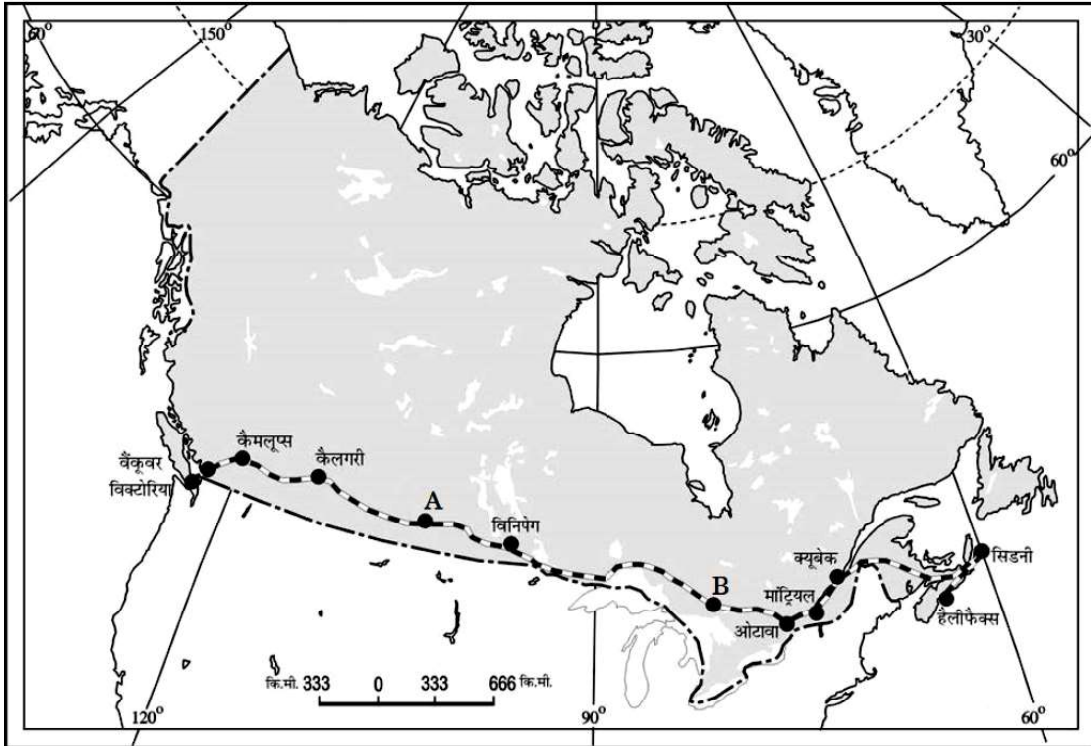 60°
150°
30°
60°
कैमलूप्स
वैंकूवर
कैलगरी
विक्टोरिया
A
विनिपेग
क्यूबेक
सिडनी
B
मांट्रियल
ओटावा
हैलीफैक्स
कि.मी. 333 0 333 666 कि.मी.
120°
90°
60°